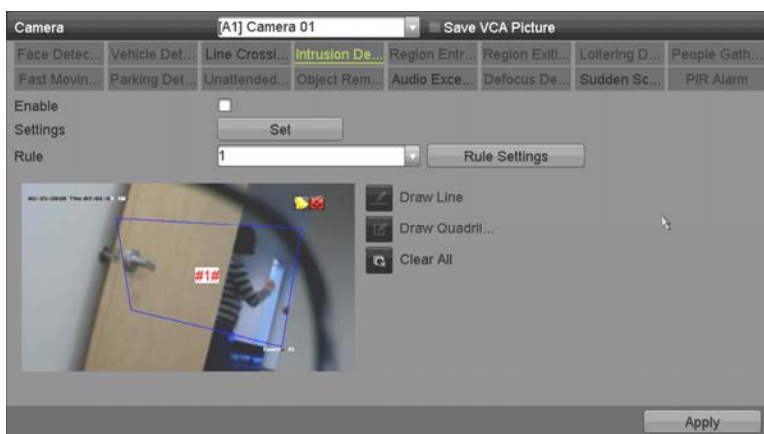 Camera [A1] Camera 01 Save VCA Picture
Face Detec... Vehicle Det... Line Crossi... Intrusion De... Region Entr... Region Exiti... Loitering D... People Gath...
Fast Movin... Parking Det... Unattended... Object Rem... Audio Exce... Defocus De... Sudden Sc... PIR Alarm
Enable
Settings Set
Rule 1 Rule Settings
Draw Line
#1#
Draw Quadril...
Clear All
Camera 01
Apply